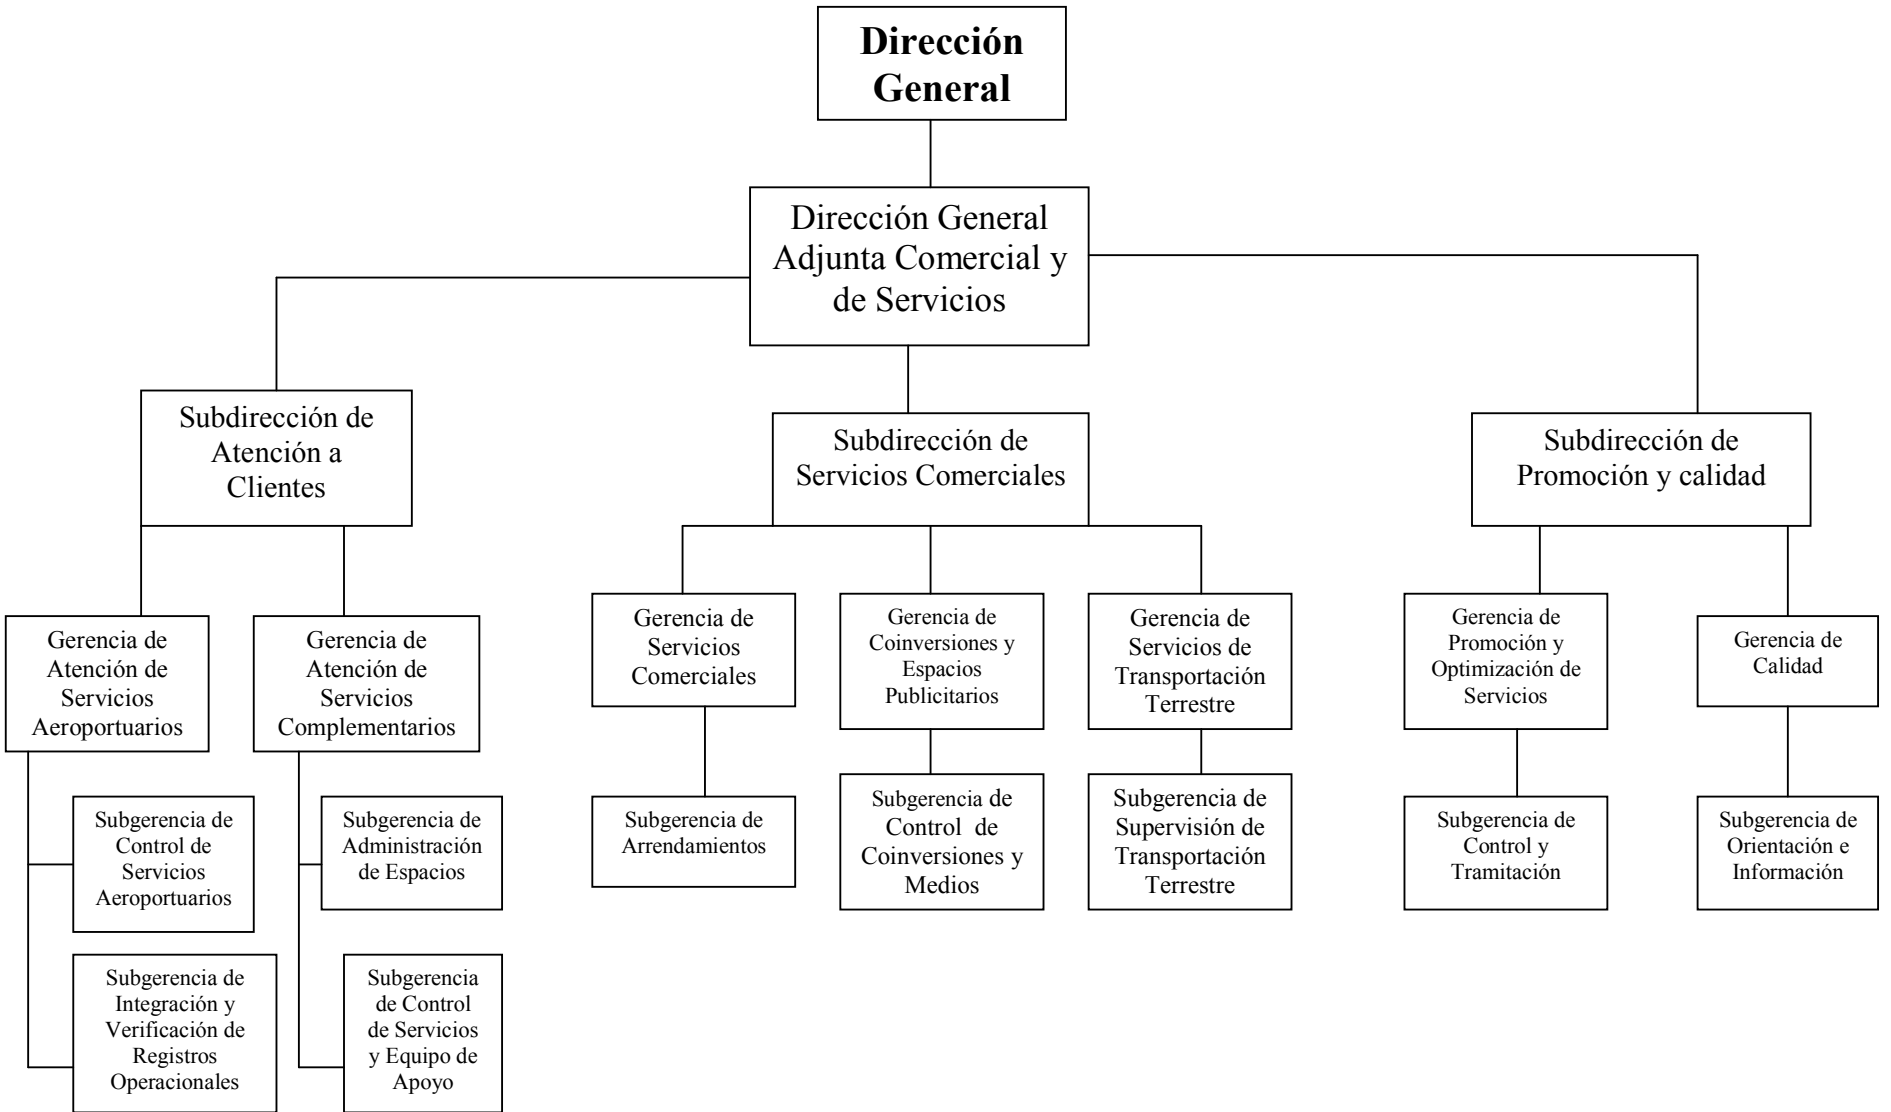 Dirección
General
Dirección General
Adjunta Comercial y
de Servicios
Subdirección de
Atención a
Clientes
Subdirección de
Servicios Comerciales
Subdirección de
Promoción y calidad
Gerencia de
Atención de
Servicios
Aeroportuarios
Gerencia de
Atención de
Servicios
Complementarios
Gerencia de
Servicios
Comerciales
Gerencia de
Coinversiones y
Espacios
Publicitarios
Gerencia de
Servicios de
Transportación
Terrestre
Gerencia de
Promoción y
Optimización de
Servicios
Gerencia de
Calidad
Subgerencia de
Control de
Servicios
Aeroportuarios
Subgerencia de
Administración
de Espacios
Subgerencia de
Arrendamientos
Subgerencia de
Control de
Coinversiones y
Medios
Subgerencia de
Supervisión de
Transportación
Terrestre
Subgerencia de
Control y
Tramitación
Subgerencia de
Orientación e
Información
Subgerencia de
Integración y
Verificación de
Registros
Operacionales
Subgerencia
de Control
de Servicios
y Equipo de
Apoyo